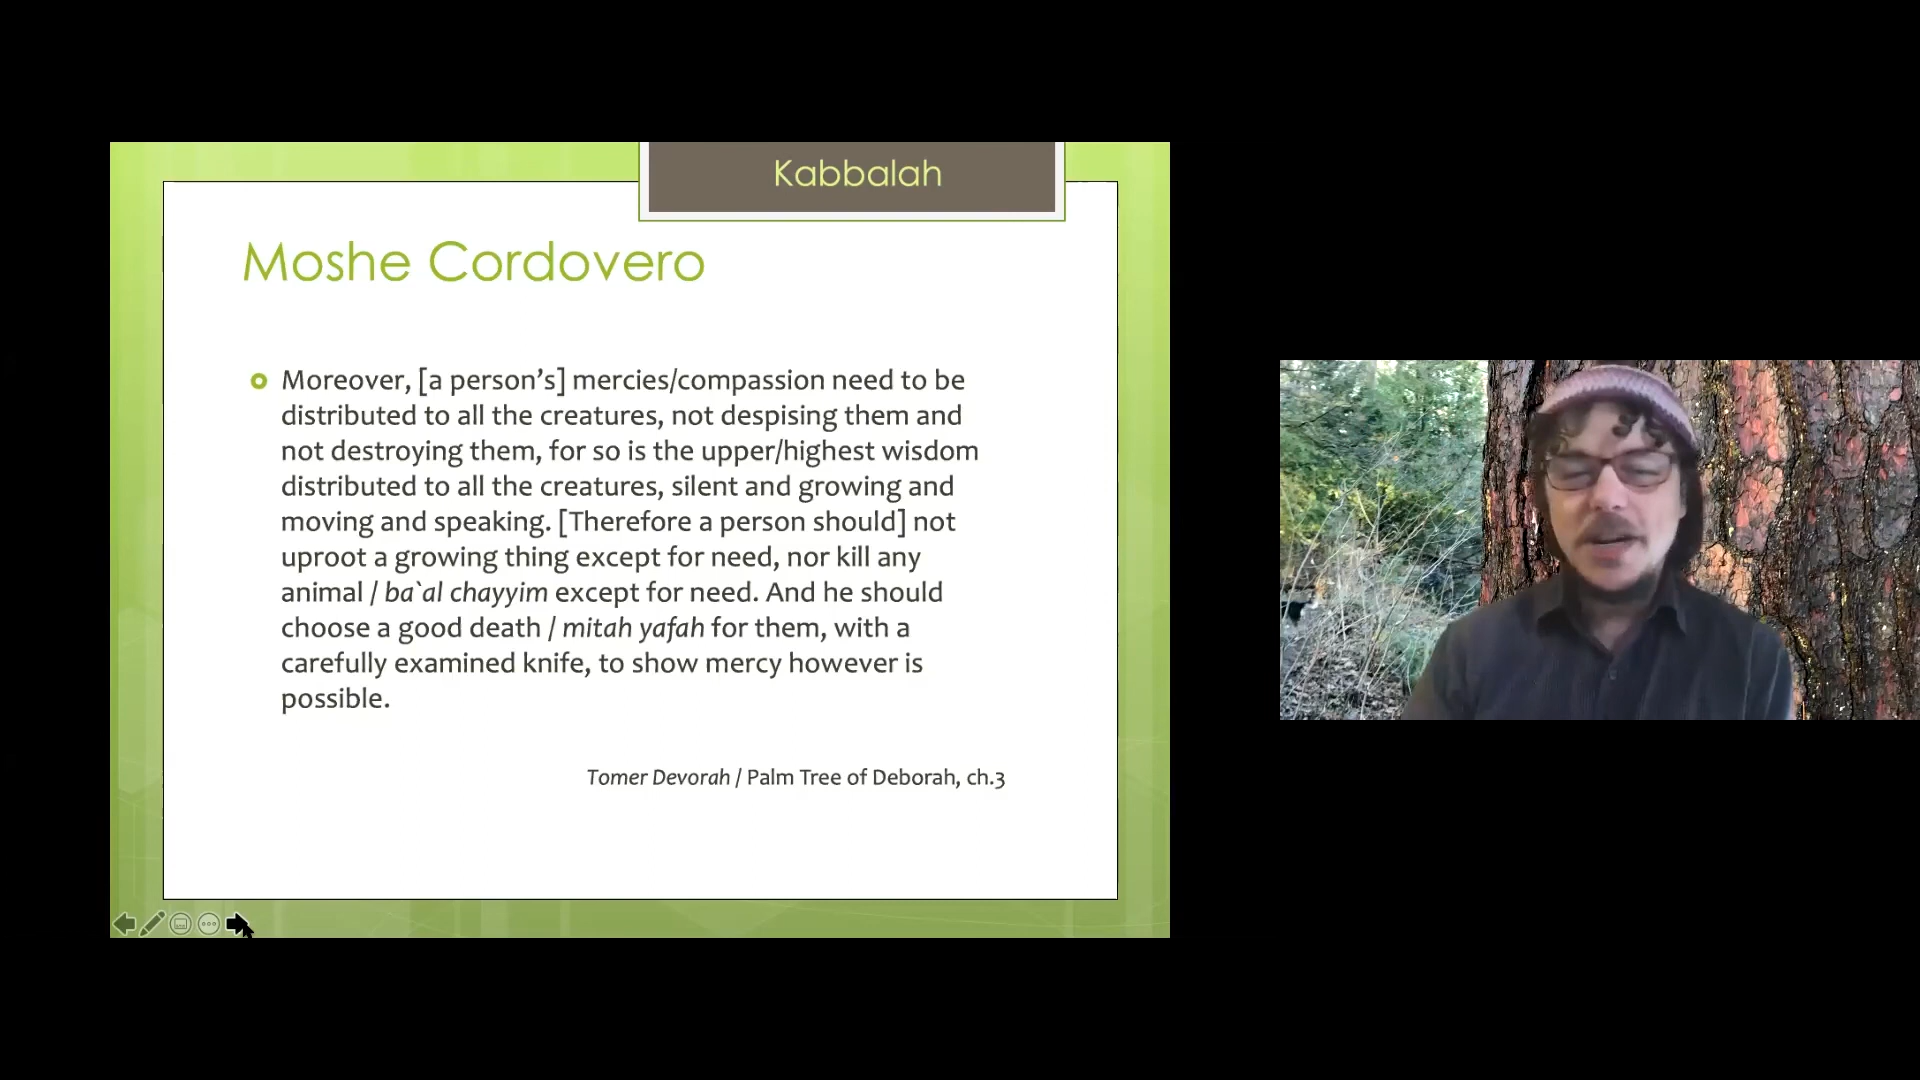 Kabbalah
Moshe Cordovero
Moreover, [a person’s] mercies/compassion need to be
distributed to all the creatures, not despising them and
not destroying them, for so is the upper/highest wisdom
distributed to all the creatures, silent and growing and
moving and speaking. [Therefore a person should] not
uproot a growing thing except for need, nor kill any
animal / ba`al chayyim except for need. And he should
choose a good death / mitah yafah for them, with a
carefully examined knife, to show mercy however is
possible.
Tomer Devorah / Palm Tree of Deborah, ch.3